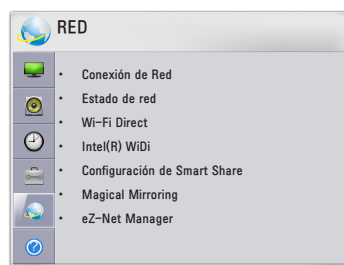 RED
• Conexión de Red
• Estado de red
• Wi-Fi Direct
• Intel(R) WiDi
• Configuración de Smart Share
• Magical Mirroring
• eZ-Net Manager